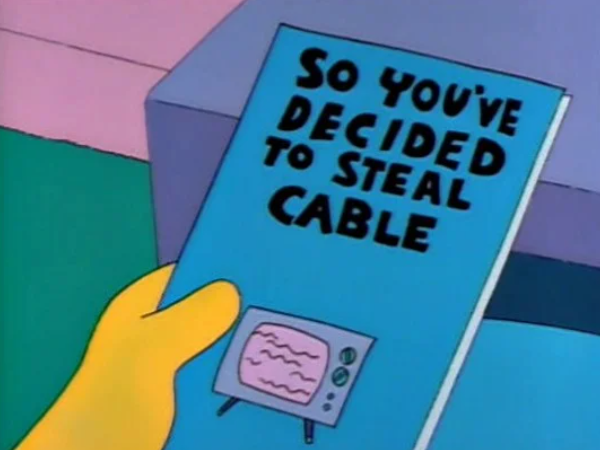 SO YOU'VE
DECIDED
TO STEAL
CABLE